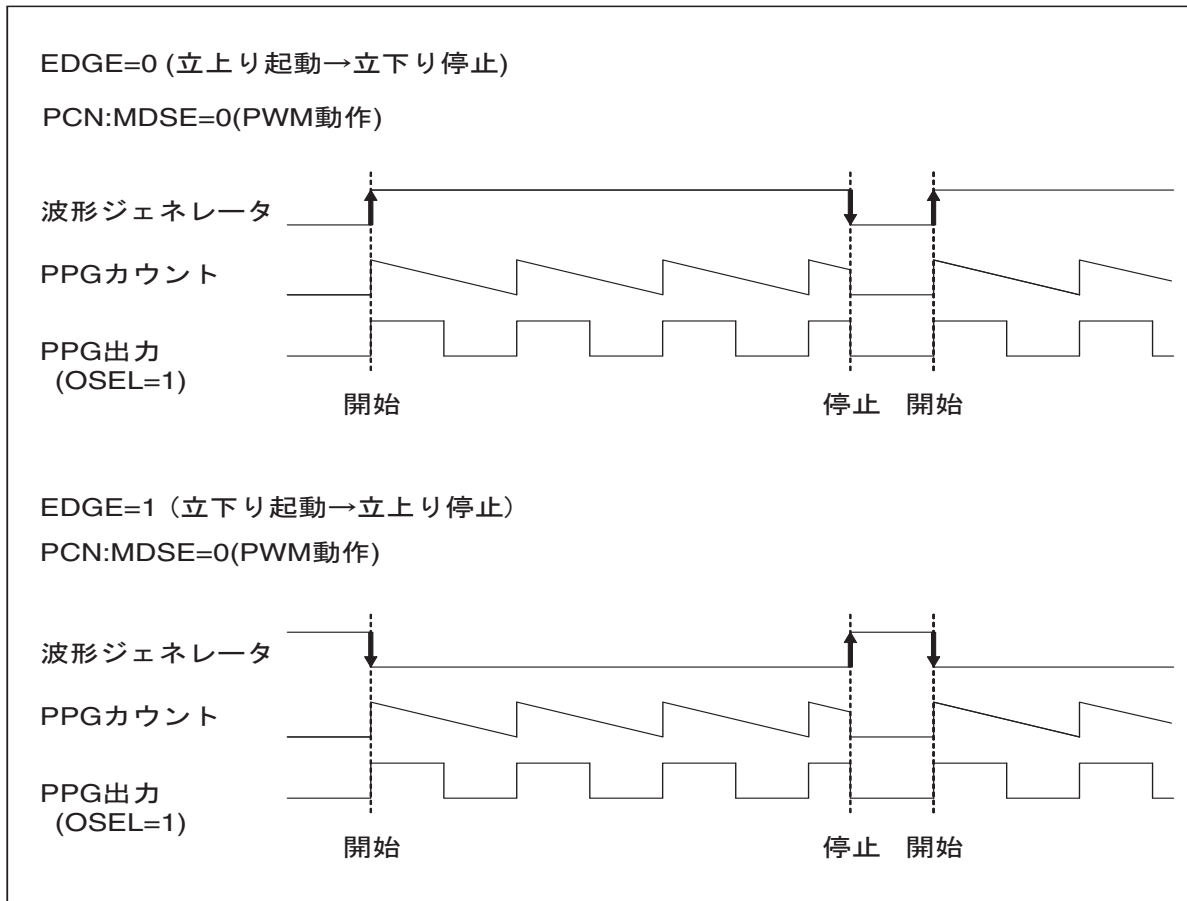 EDGE=0 (立上り起動→立下り停止)
PCN:MDSE=0(PWM動作)
波形ジェネレータ
PPGカウント
PPG出力
(OSEL=1)
開始
停止
開始
EDGE=1 (立下り起動→立上り停止)
PCN:MDSE=0(PWM動作)
波形ジェネレータ
PPGカウント
PPG出力
(OSEL=1)
開始
停止
開始